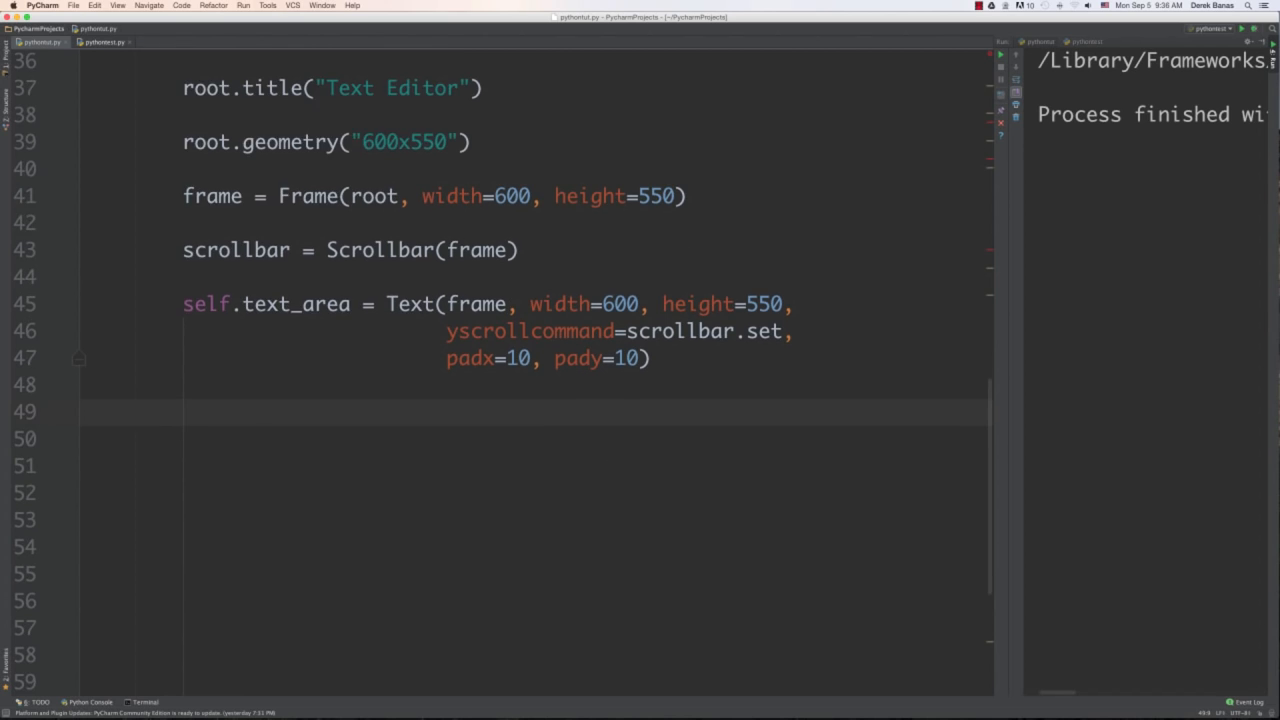 PyCharm File Edit View Navigate Code Refactor Run Tools VCS Window Help
10 Mon Sep 5 9:36 AM Derek Banas
pythontut.py - PycharmProjects - [~/PycharmProjects]
PycharmProjects pythontut.py
pythontest
pythontut.py pythontest.py
Run: pythontut pythontest
1: Project
Z: Structure
2: Favorites
4: Run
36
37 root.title("Text Editor")
38
39 root.geometry("600x550")
40
41 frame = Frame(root, width=600, height=550)
42
43 scrollbar = Scrollbar(frame)
44
45 self.text_area = Text(frame, width=600, height=550,
46 yscrollcommand=scrollbar.set,
47 padx=10, pady=10)
48
49
50
51
52
53
54
55
56
57
58
59
/Library/Frameworks
Process finished wi
6: TODO Python Console Terminal
Event Log
Platform and Plugin Updates: PyCharm Community Edition is ready to update. (yesterday 7:51 PM)
49:9 LF÷ UTF-8÷